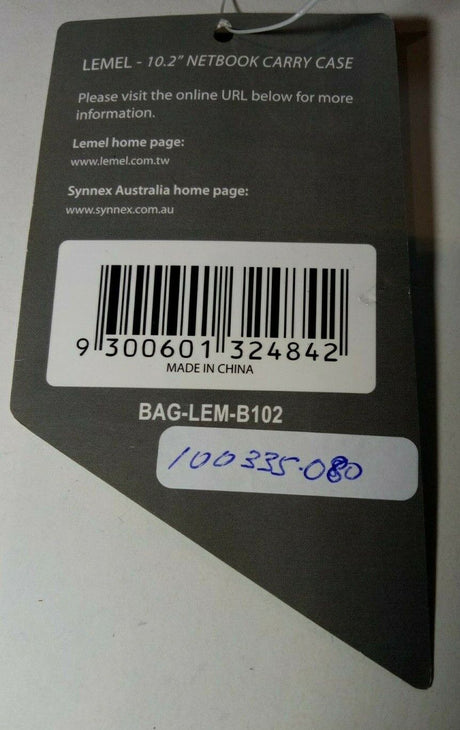 LEMEL - 10.2" NETBOOK CARRY CASE
Please visit the online URL below for more
information.
Lemel home page:
www.lemel.com.tw
Synnex Australia home page:
www.synnex.com.au
9 300601 324842
MADE IN CHINA
BAG-LEM-B102
100335-080